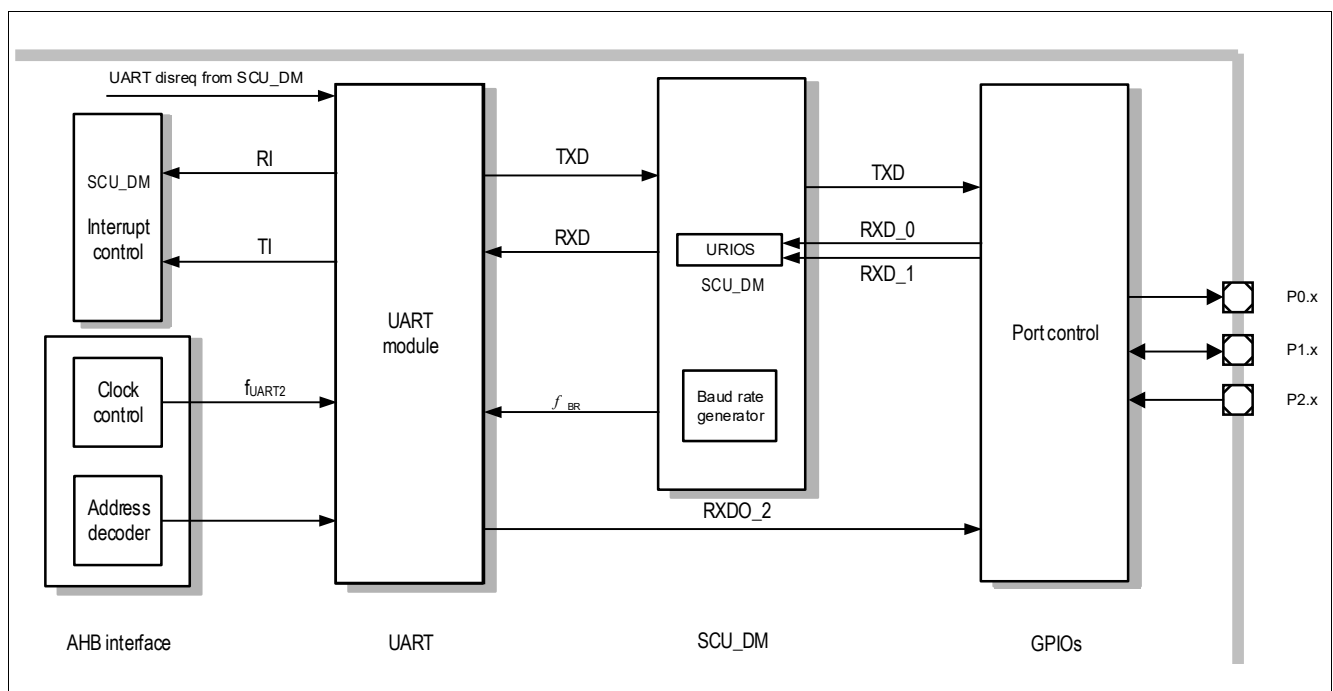 UART disreq from SCU_DM
SCU_DM
Interrupt
control
RI
TI
Clock
control
Address
decoder
fUART2
UART
module
TXD
RXD
URIOS
SCU_DM
f BR
Baud rate
generator
RXDO_2
TXD
RXD_0
RXD_1
Port control
P0.x
P1.x
P2.x
AHB interface
UART
SCU_DM
GPIOs